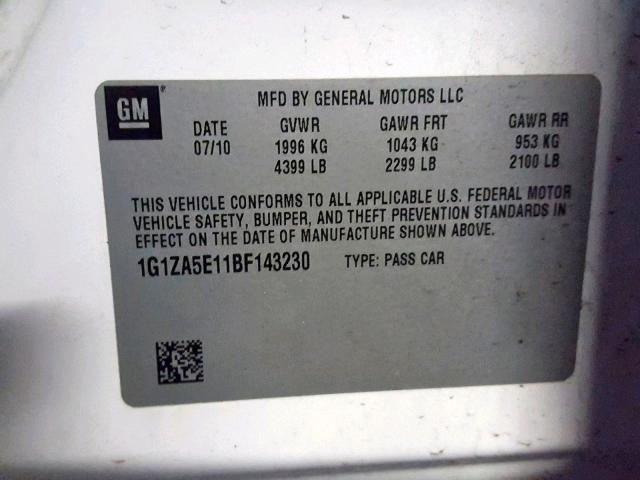 GM ®
MFD BY GENERAL MOTORS LLC
DATE GVWR GAWR FRT GAWR RR
07/10 1996 KG 1043 KG 953 KG
4399 LB 2299 LB 2100 LB
THIS VEHICLE CONFORMS TO ALL APPLICABLE U.S. FEDERAL MOTOR
VEHICLE SAFETY, BUMPER, AND THEFT PREVENTION STANDARDS IN
EFFECT ON THE DATE OF MANUFACTURE SHOWN ABOVE.
1G1ZA5E11BF143230 TYPE: PASS CAR